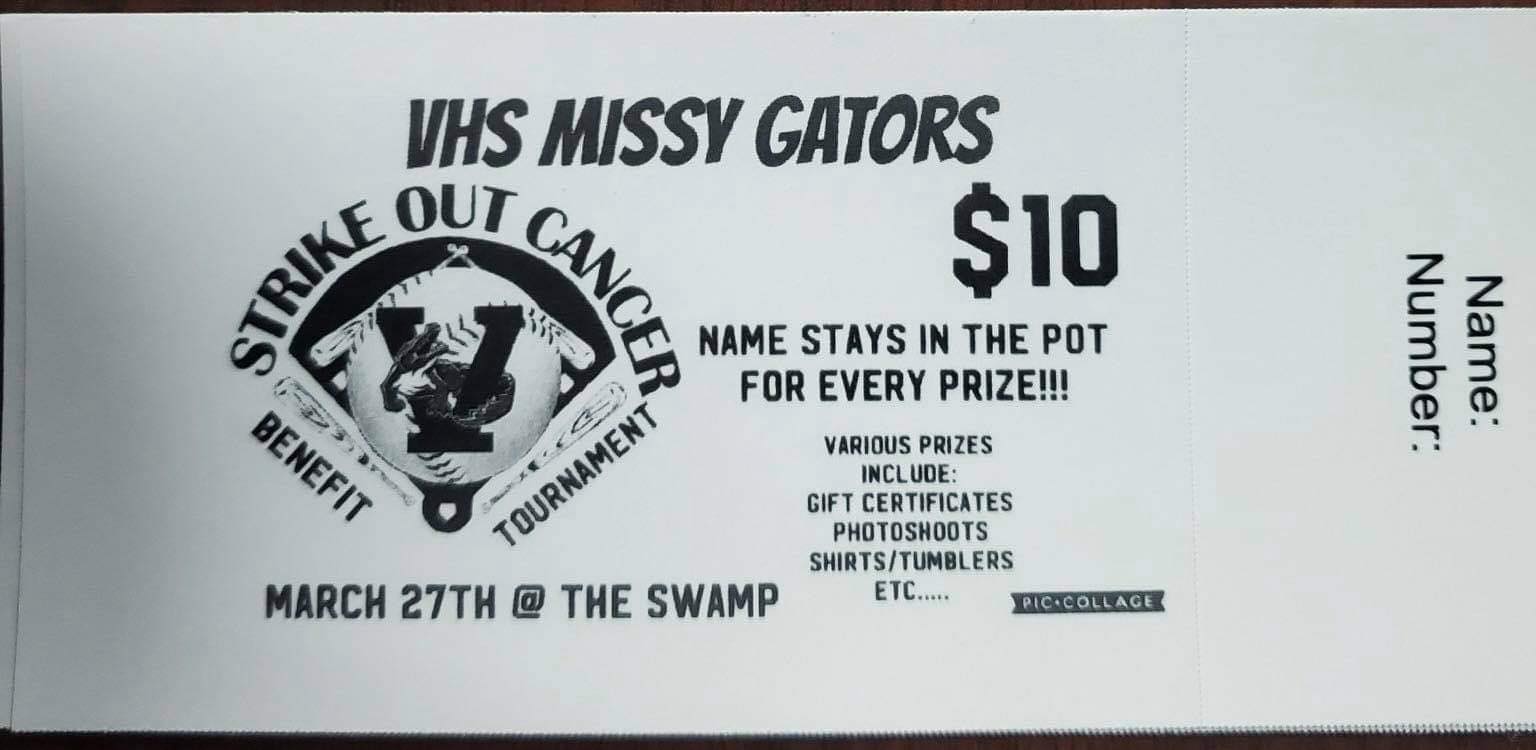 VHS MISSY GATORS
STRIKE OUT CANCER
V
BENEFIT
TOURNAMENT
MARCH 27TH @ THE SWAMP
$10
NAME STAYS IN THE POT
FOR EVERY PRIZE!!!
VARIOUS PRIZES
INCLUDE:
GIFT CERTIFICATES
PHOTOSHOOTS
SHIRTS/TUMBLERS
ETC.....
PIC•COLLAGE
Name:
Number: